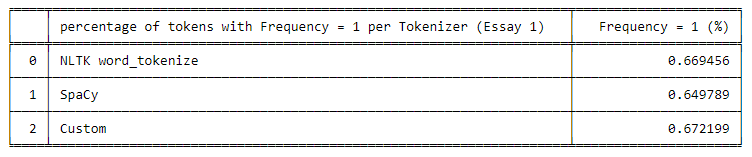 percentage of tokens with Frequency = 1 per Tokenizer (Essay 1) Frequency = 1 (%)
0 NLTK word_tokenize 0.669456
1 SpaCy 0.649789
2 Custom 0.672199